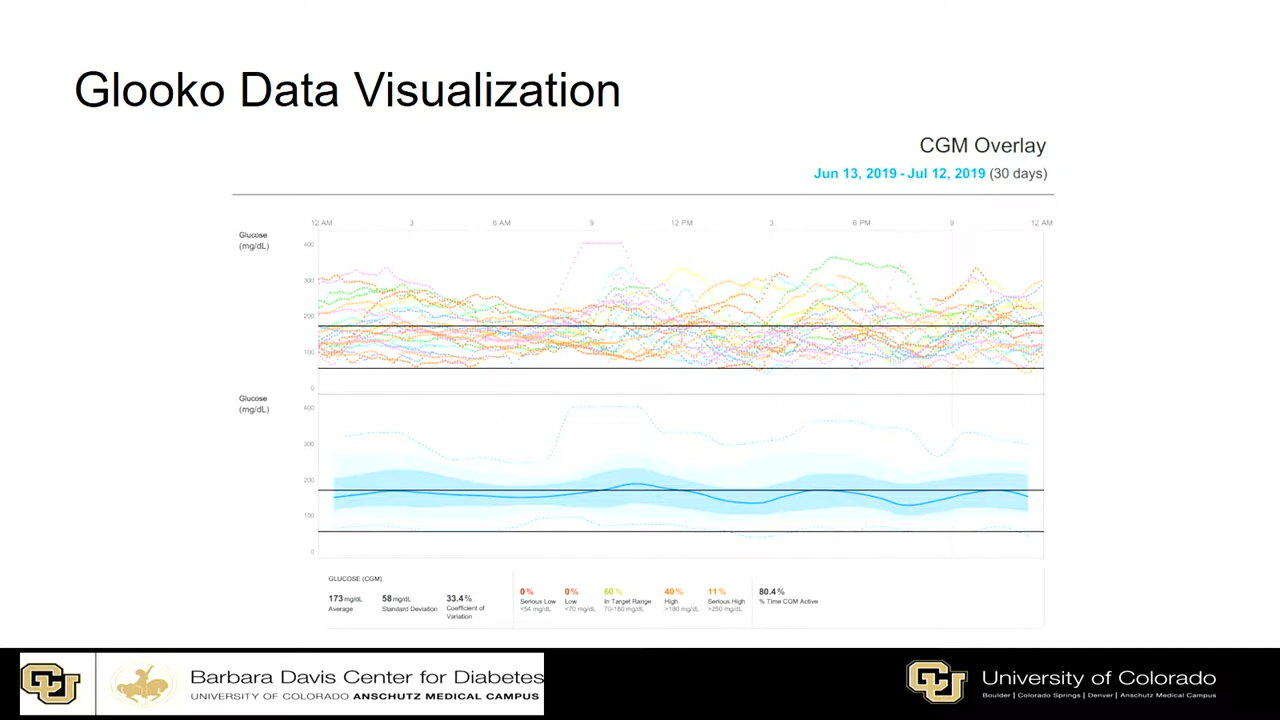 Glooko Data Visualization
CGM Overlay
Jun 13, 2019 - Jul 12, 2019 (30 days)
12 AM 3 6 AM 9 12 PM 3 6 PM 9 12 AM
Glucose
(mg/dL)
400
300
200
100
0
Glucose
(mg/dL)
400
300
200
100
0
GLUCOSE (CGM)
173 mg/dL 58 mg/dL 33.4 % 0 % 0 % 60 % 40 % 11 % 80.4 %
Average Standard Deviation Coefficient of Variation Serious Low Low In Target Range High Serious High % Time CGM Active
<54 mg/dL <70 mg/dL 70-180 mg/dL >180 mg/dL >250 mg/dL
CU
Barbara Davis Center for Diabetes
UNIVERSITY OF COLORADO ANSCHUTZ MEDICAL CAMPUS
CU
University of Colorado
Boulder | Colorado Springs | Denver | Anschutz Medical Campus